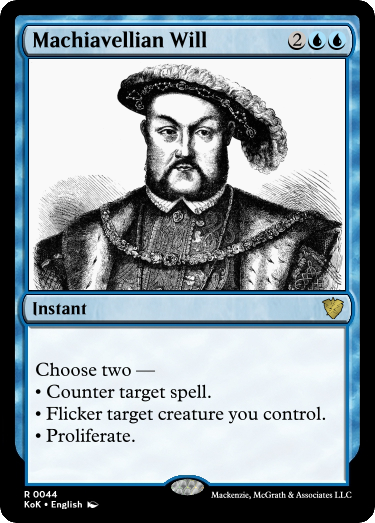 Machiavellian Will 2
Instant
Choose two —
• Counter target spell.
• Flicker target creature you control.
• Proliferate.
R 0044
KoK • English
Mackenzie, McGrath & Associates LLC